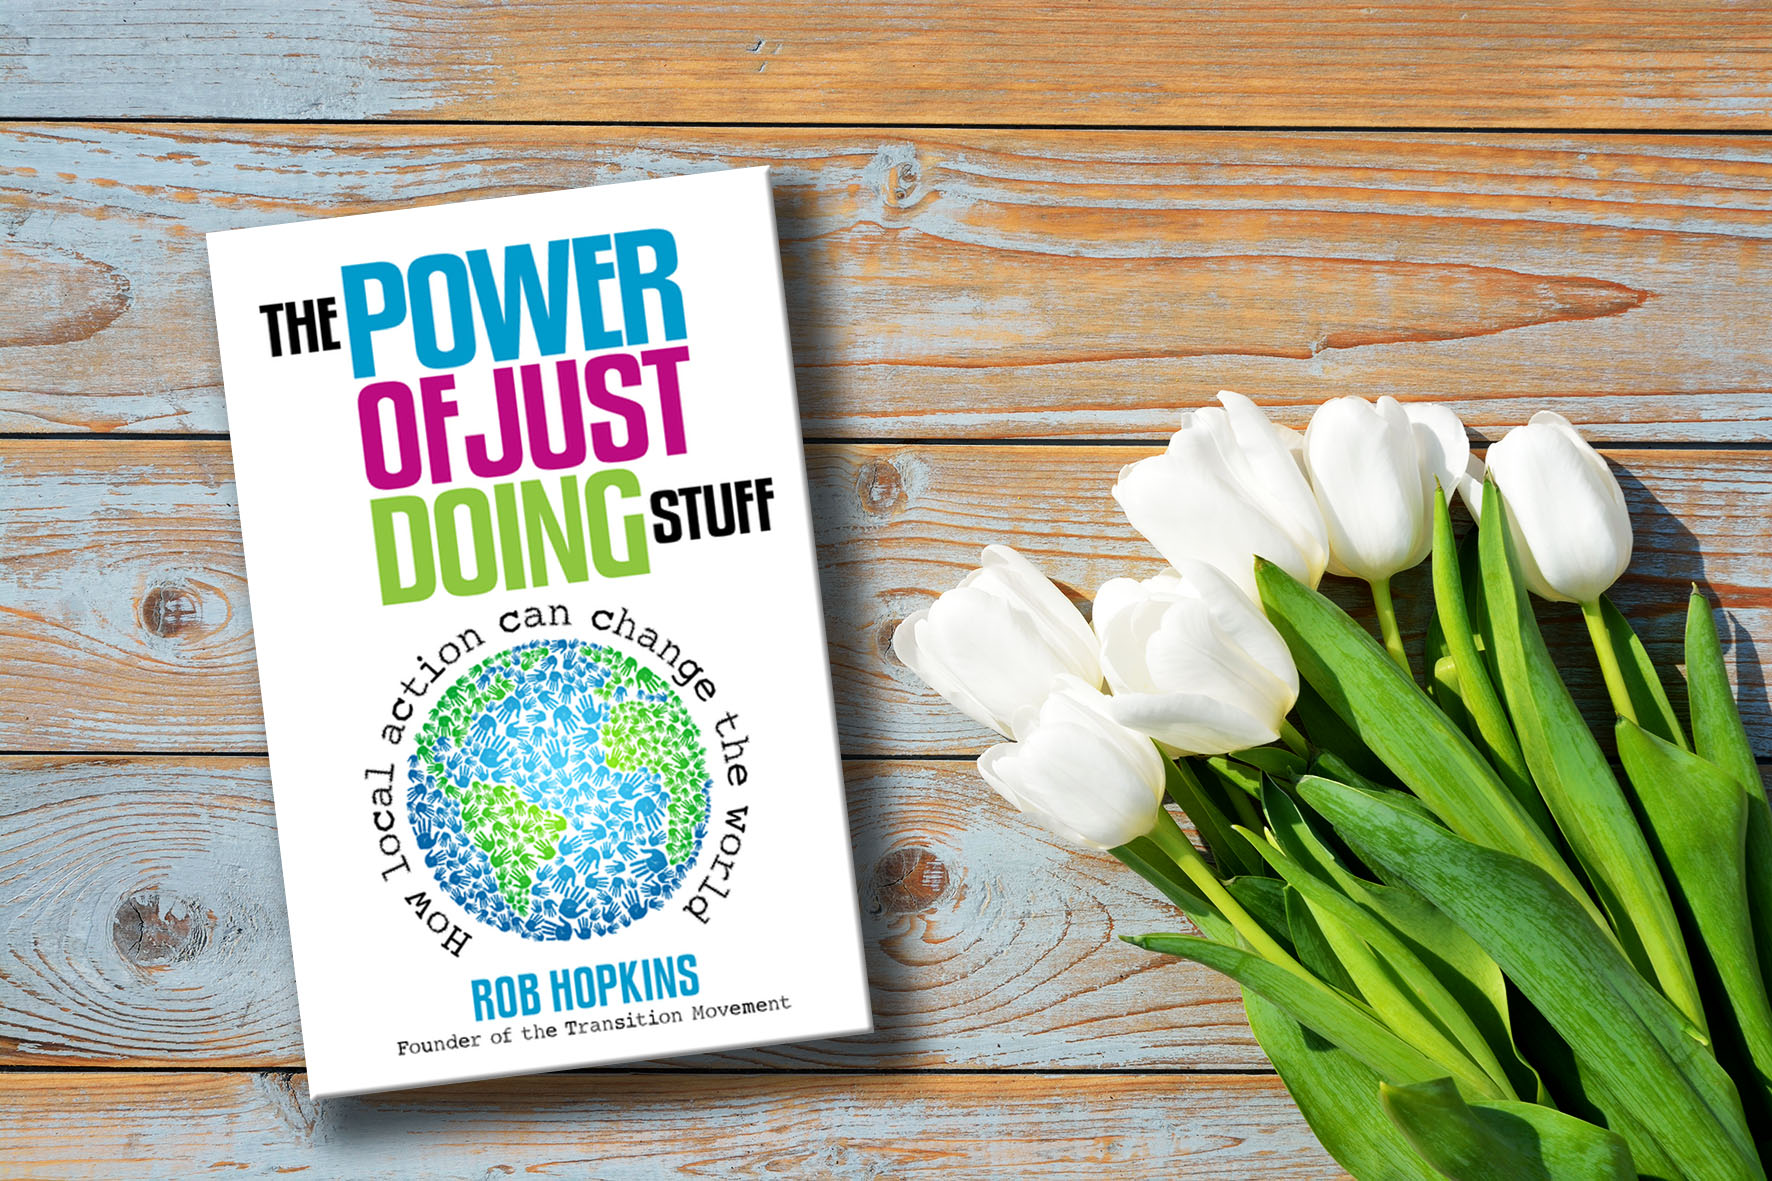 THE POWER
OF JUST
DOING STUFF
How local action can change the world
ROB HOPKINS
Founder of the Transition Movement